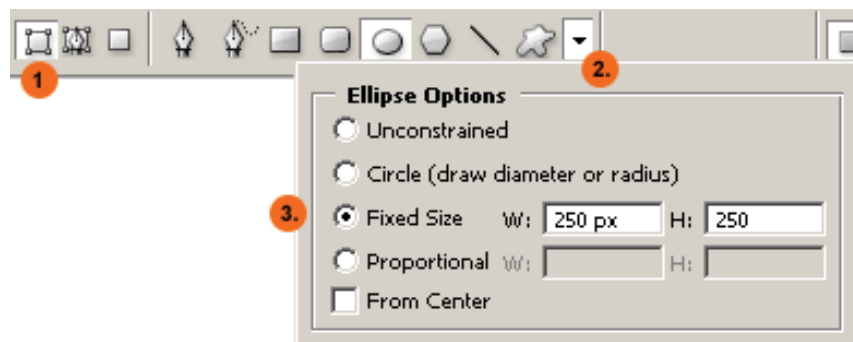 1
2.
Ellipse Options
Unconstrained
Circle (draw diameter or radius)
3.
Fixed Size W: 250 px H: 250
Proportional W: H:
From Center